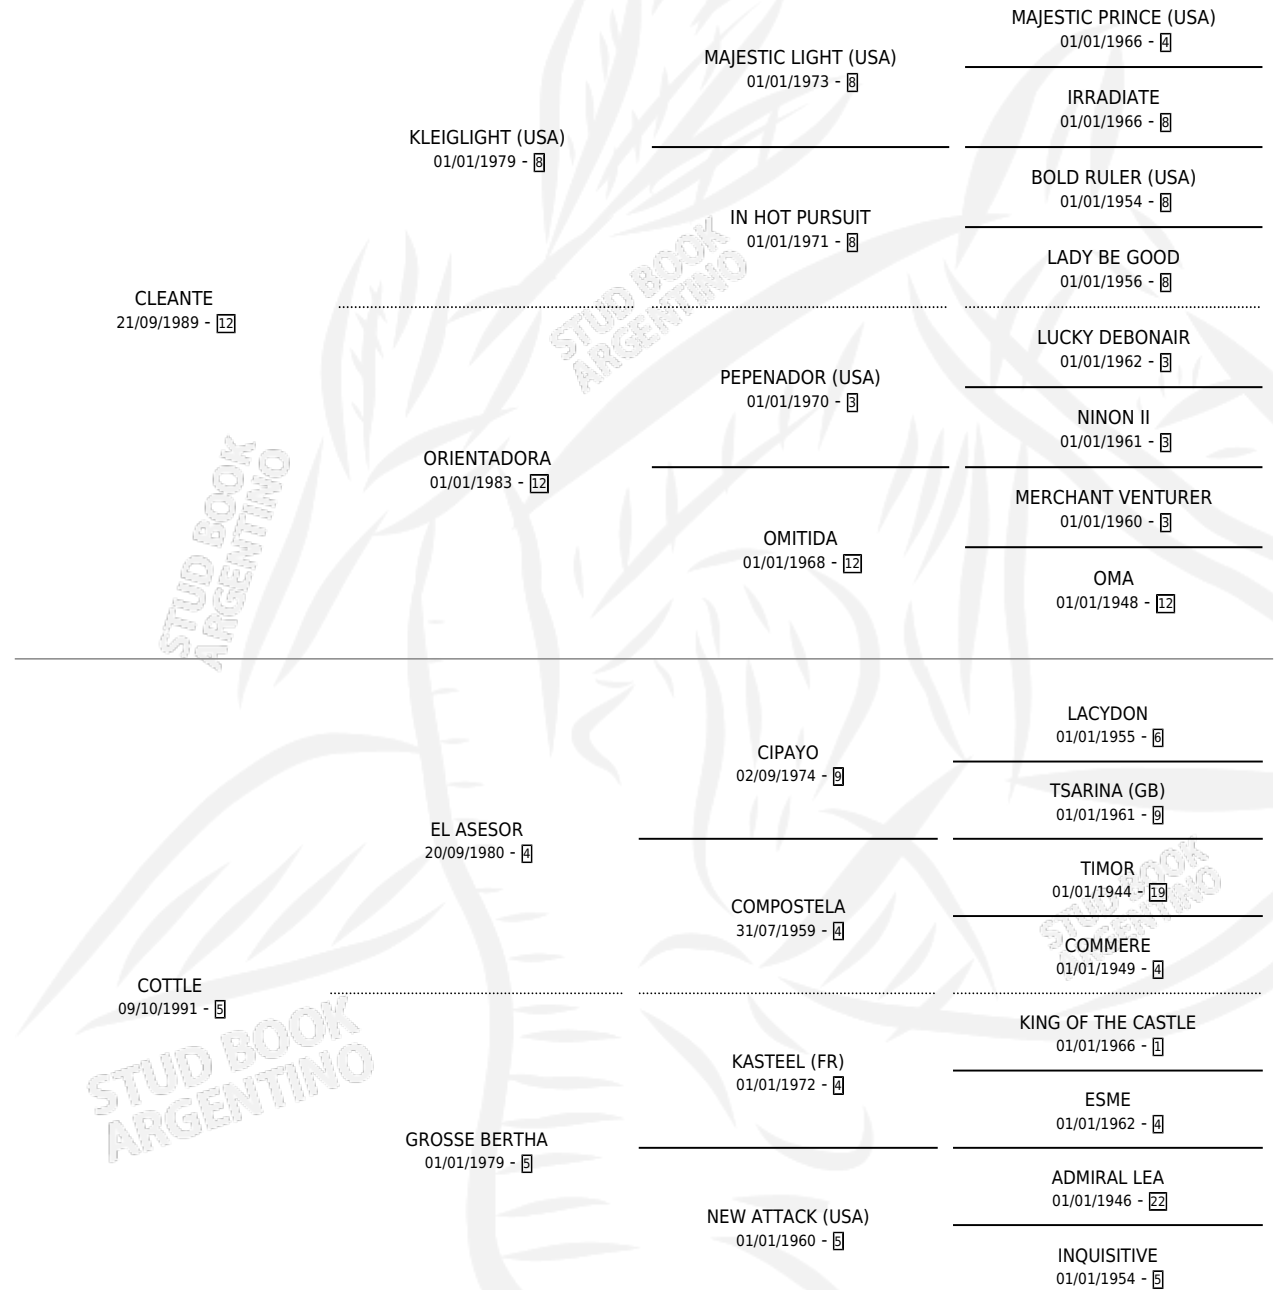 MAJESTIC PRINCE (USA)
01/01/1966 - 4
MAJESTIC LIGHT (USA)
01/01/1973 - 8
IRRADIATE
01/01/1966 - 8
KLEIGLIGHT (USA)
01/01/1979 - 8
BOLD RULER (USA)
01/01/1954 - 8
IN HOT PURSUIT
01/01/1971 - 8
LADY BE GOOD
01/01/1956 - 8
CLEANTE
21/09/1989 - 12
LUCKY DEBONAIR
01/01/1962 - 3
PEPENADOR (USA)
01/01/1970 - 3
NINON II
01/01/1961 - 3
ORIENTADORA
01/01/1983 - 12
MERCHANT VENTURER
01/01/1960 - 3
OMITIDA
01/01/1968 - 12
OMA
01/01/1948 - 12
LACYDON
01/01/1955 - 6
CIPAYO
02/09/1974 - 9
TSARINA (GB)
01/01/1961 - 9
EL ASESOR
20/09/1980 - 4
TIMOR
01/01/1944 - 19
COMPOSTELA
31/07/1959 - 4
COMMERE
01/01/1949 - 4
COTTLE
09/10/1991 - 5
KING OF THE CASTLE
01/01/1966 - 1
KASTEEL (FR)
01/01/1972 - 4
ESME
01/01/1962 - 4
GROSSE BERTHA
01/01/1979 - 5
ADMIRAL LEA
01/01/1946 - 22
NEW ATTACK (USA)
01/01/1960 - 5
INQUISITIVE
01/01/1954 - 5
STUD BOOK
ARGENTINO
STUD BOOK
ARGENTINO
STUD BOOK
ARGENTINO
STUD BOOK
ARGENTINO